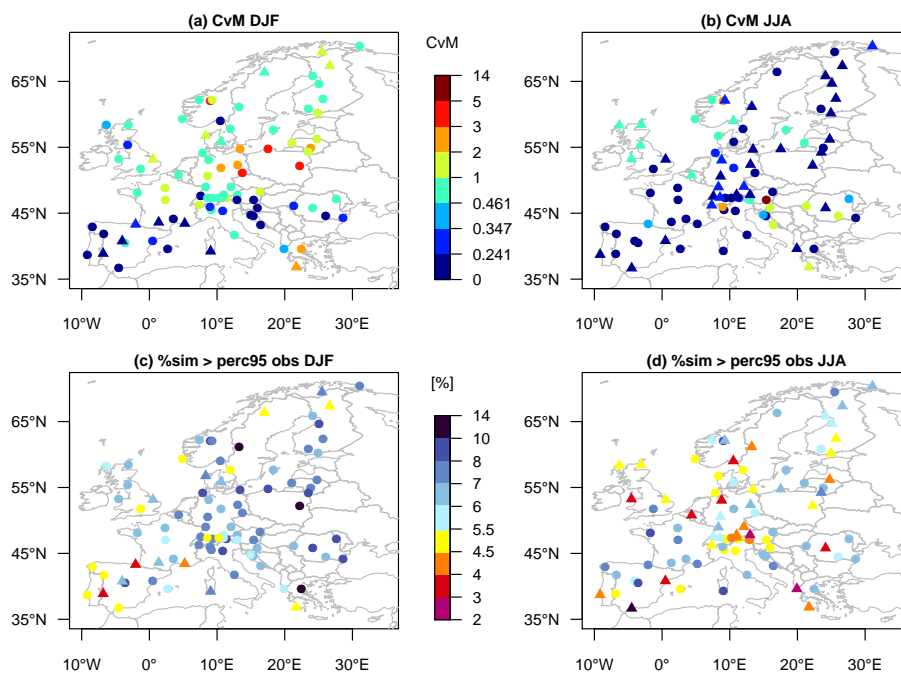 (a) CvM DJF
(b) CvM JJA
CvM
65°N
55°N
45°N
35°N
14
5
3
2
1
0.461
0.347
0.241
0
65°N
55°N
45°N
35°N
10°W 0° 10°E 20°E 30°E
10°W 0° 10°E 20°E 30°E
(c) %sim > perc95 obs DJF
(d) %sim > perc95 obs JJA
[%]
65°N
55°N
45°N
35°N
14
10
8
7
6
5.5
4.5
4
3
2
65°N
55°N
45°N
35°N
10°W 0° 10°E 20°E 30°E
10°W 0° 10°E 20°E 30°E